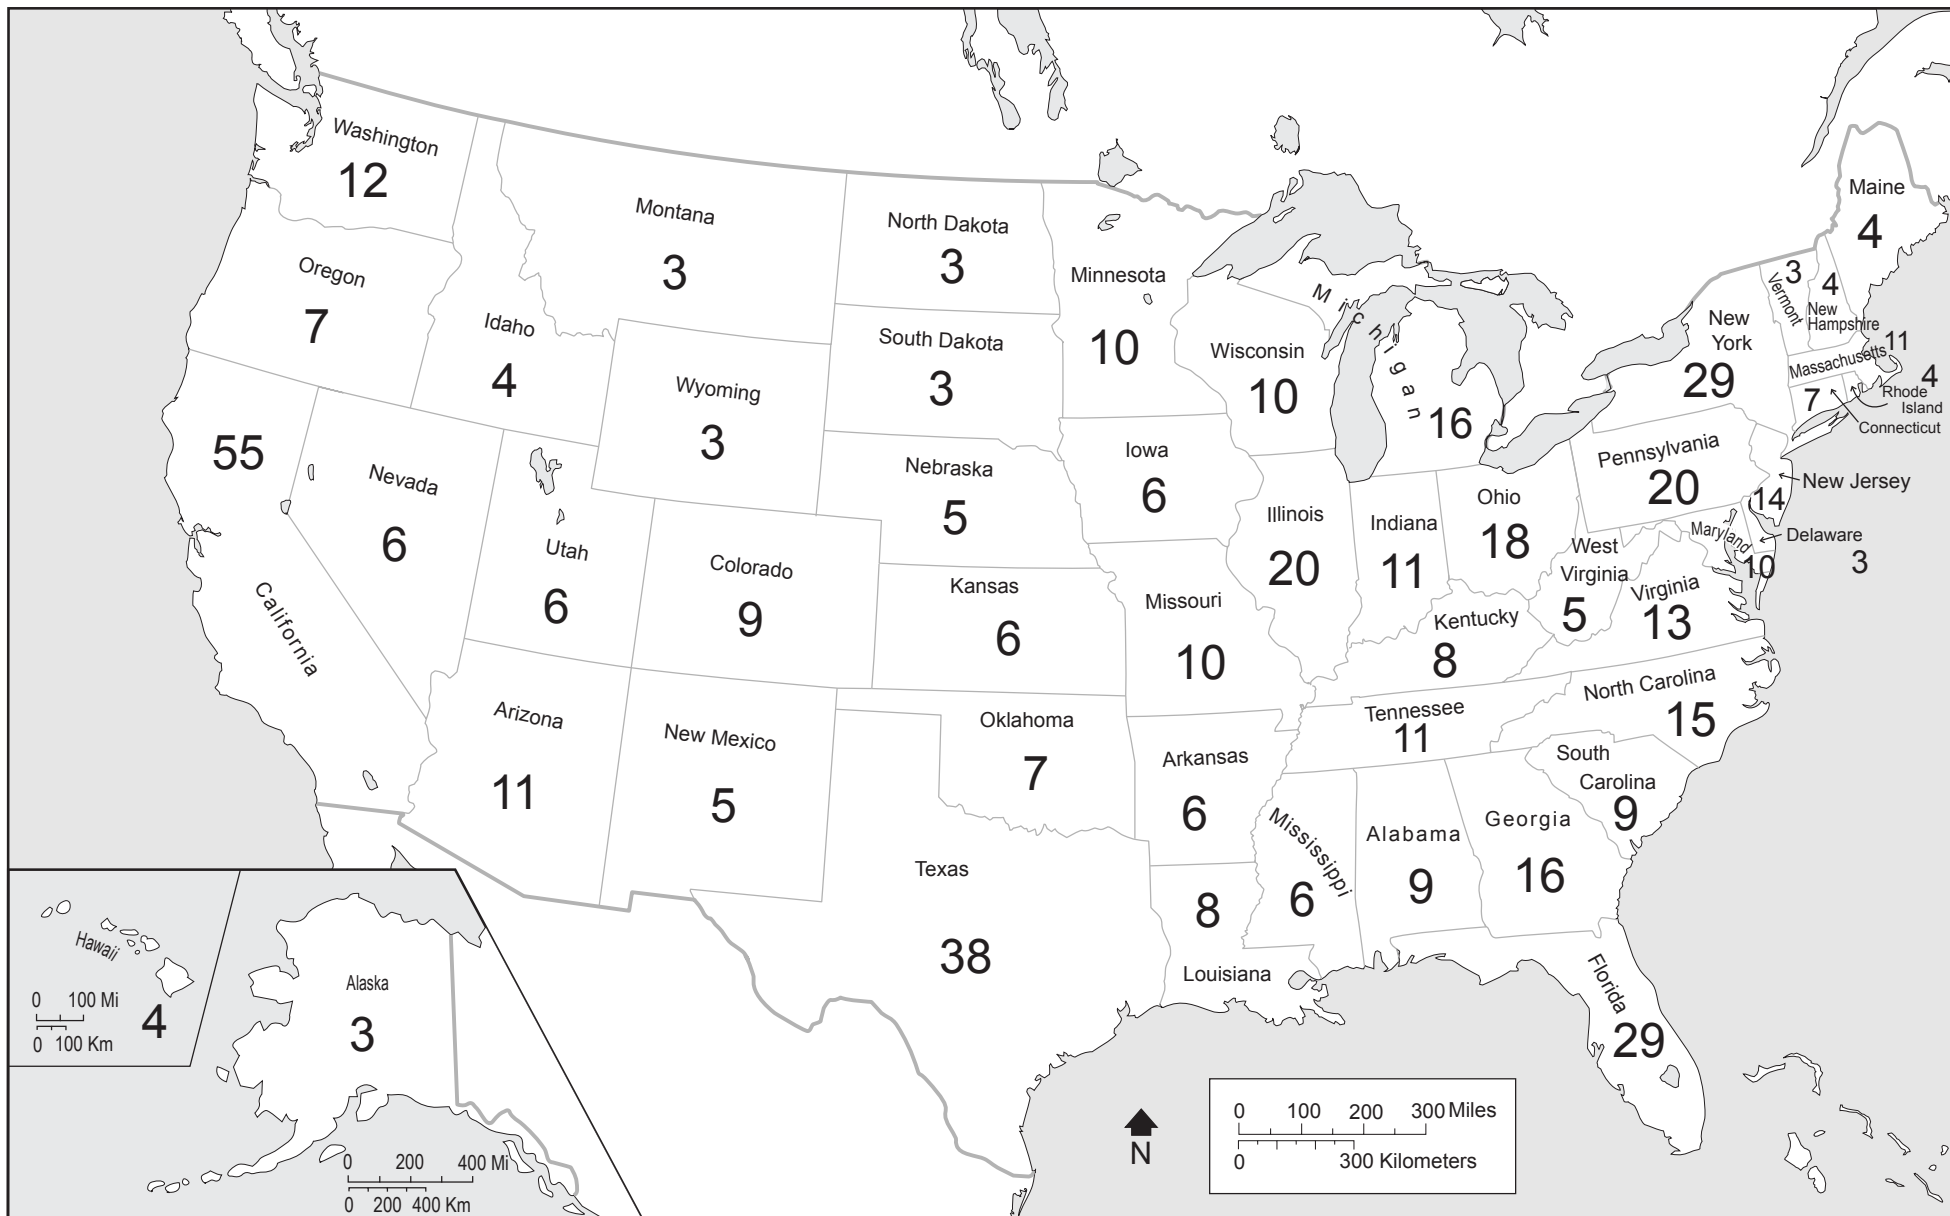 Washington
12
Oregon
7
California
55
Nevada
6
Idaho
4
Montana
3
Wyoming
3
Utah
6
Colorado
9
Arizona
11
New Mexico
5
North Dakota
3
South Dakota
3
Nebraska
5
Kansas
6
Oklahoma
7
Texas
38
Minnesota
10
Iowa
6
Missouri
10
Arkansas
6
8
Louisiana
Wisconsin
10
Illinois
20
Michigan
16
Indiana
11
Ohio
18
Kentucky
8
Tennessee
11
Mississippi
6
Alabama
9
Georgia
16
Florida
29
South
Carolina
9
North Carolina
15
Virginia
13
West
Virginia
5
Maryland
10
Delaware
3
New Jersey
14
Pennsylvania
20
New
York
29
Connecticut
7
Rhode
Island
4
Massachusetts
11
3
Vermont
4
New
Hampshire
Maine
4
Hawaii
4
0 100 Mi
0 100 Km
Alaska
3
0 200 400 Mi
0 200 400 Km
N
0 100 200 300 Miles
0 300 Kilometers